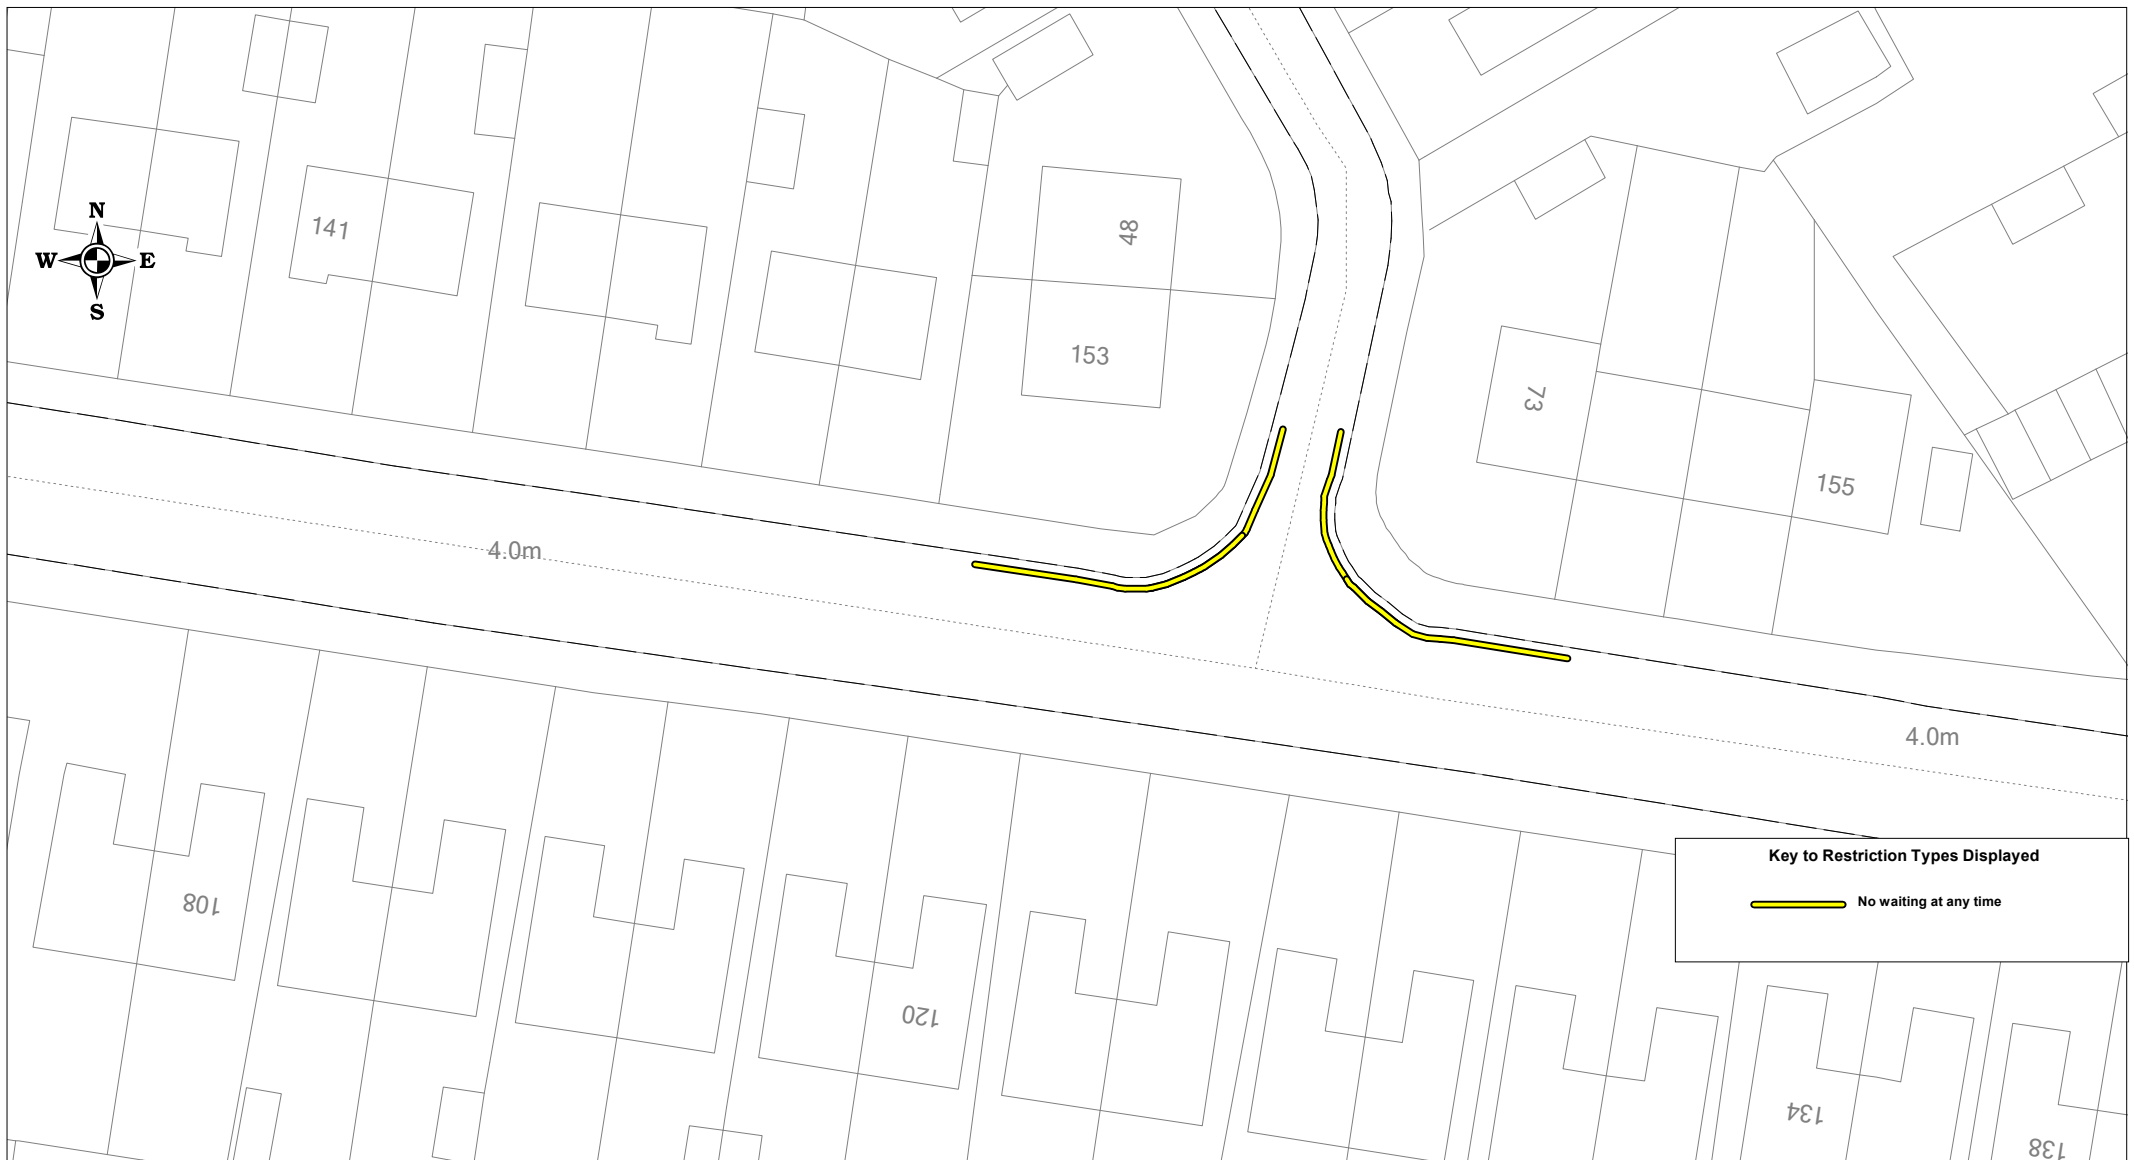 N
W E
S
141
48
153
73
155
4.0m
4.0m
Key to Restriction Types Displayed
No waiting at any time
108
120
134
138